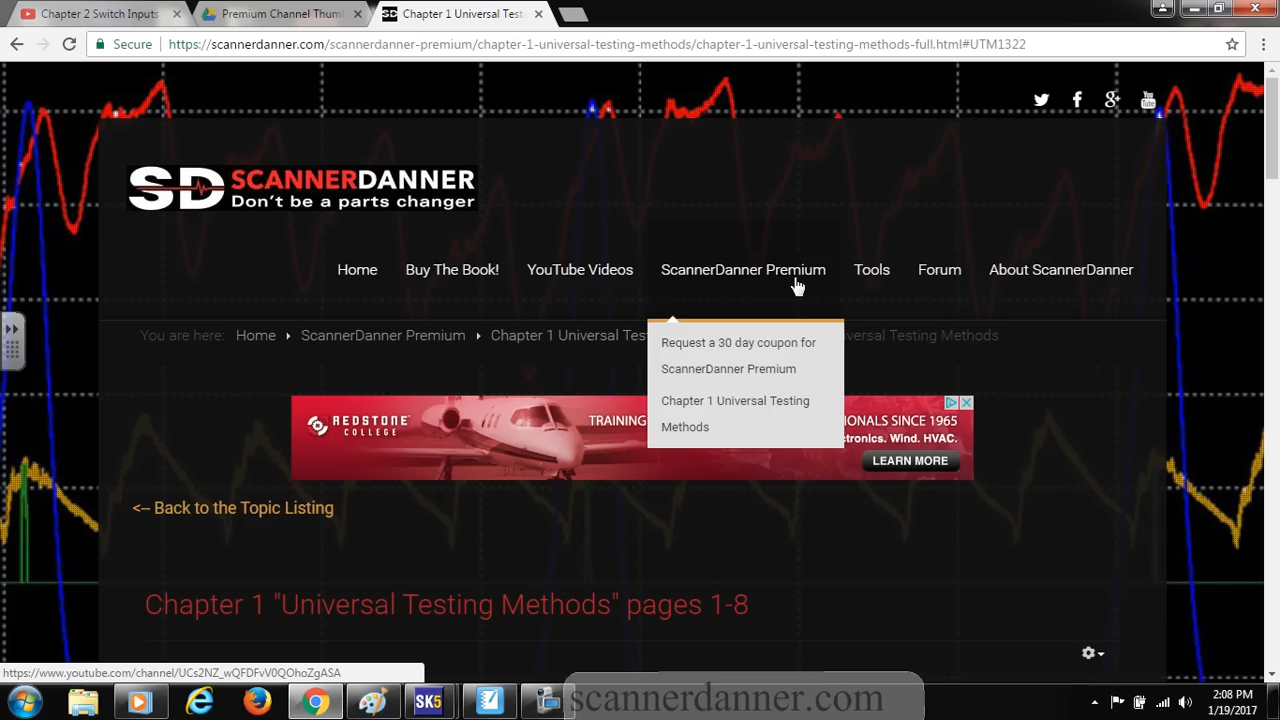 Chapter 2 Switch Inputs
Premium Channel Thumb
Chapter 1 Universal Test
Secure
https://scannerdanner.com/scannerdanner-premium/chapter-1-universal-testing-methods/chapter-1-universal-testing-methods-full.html#UTM1322
SD SCANNERDANNER
Don't be a parts changer
Home
Buy The Book!
YouTube Videos
ScannerDanner Premium
Tools
Forum
About ScannerDanner
You are here: Home ScannerDanner Premium Chapter 1 Universal Test
versal Testing Methods
Request a 30 day coupon for
ScannerDanner Premium
Chapter 1 Universal Testing
Methods
REDSTONE
COLLEGE
TRAINING
IONALS SINCE 1965
ctronics. Wind. HVAC.
LEARN MORE
<-- Back to the Topic Listing
Chapter 1 "Universal Testing Methods" pages 1-8
https://www.youtube.com/channel/UCs2NZ_wQFDFvV0QOhoZgASA
SK5
scannerdanner.com
2:08 PM
1/19/2017